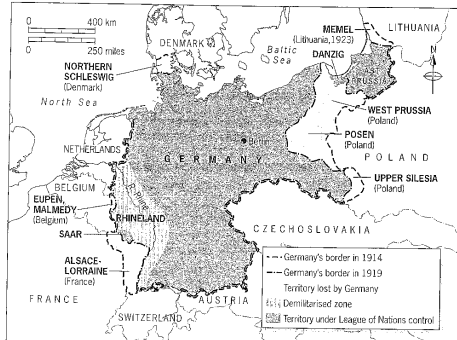 0 400 km
0 250 miles
DENMARK
NORTHERN
SCHLESWIG
(Denmark)
North Sea
Baltic
Sea
MEMEL
(Lithuania, 1923)
DANZIG
LITHUANIA
N
EAST
PRUSSIA
WEST PRUSSIA
(Poland)
POSEN
(Poland)
POLAND
UPPER SILESIA
(Poland)
Berlin
GERMANY
NETHERLANDS
BELGIUM
EUPEN,
MALMEDY
(Belgium)
RHINELAND
SAAR
ALSACE-
LORRAINE
(France)
FRANCE
SWITZERLAND
AUSTRIA
CZECHOSLOVAKIA
Germany's border in 1914
Germany's border in 1919
Territory lost by Germany
Demilitarised zone
Territory under League of Nations control